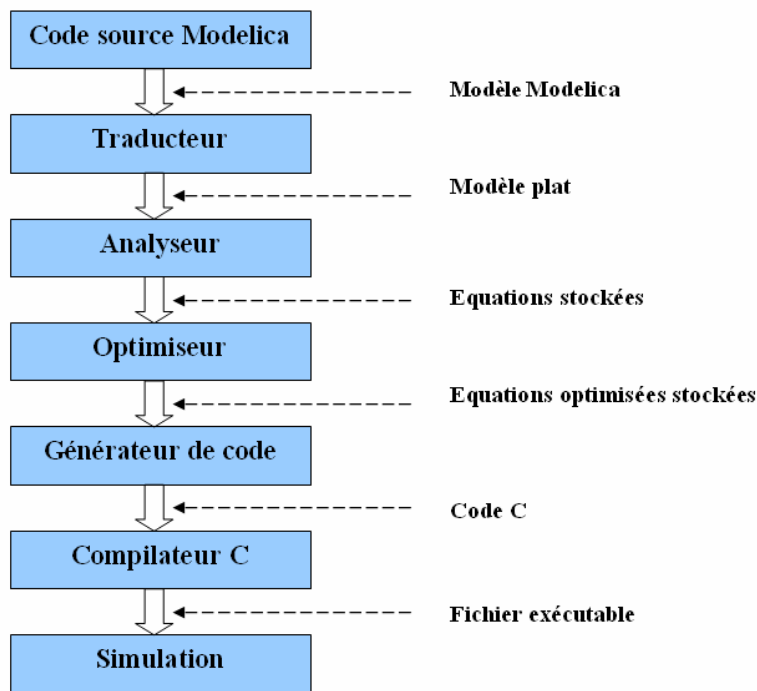 Code source Modelica
Modèle Modelica
Traducteur
Modèle plat
Analyseur
Equations stockées
Optimiseur
Equations optimisées stockées
Générateur de code
Code C
Compilateur C
Fichier exécutable
Simulation